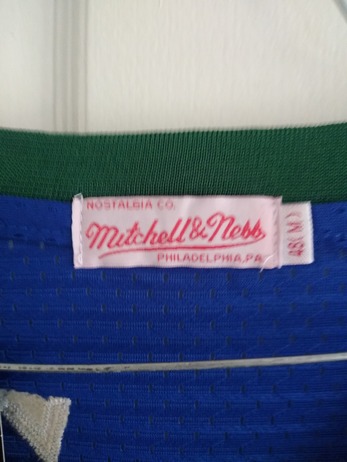 NOSTALGIA CO.
Mitchell & Ness
PHILADELPHIA, PA.
48( M )